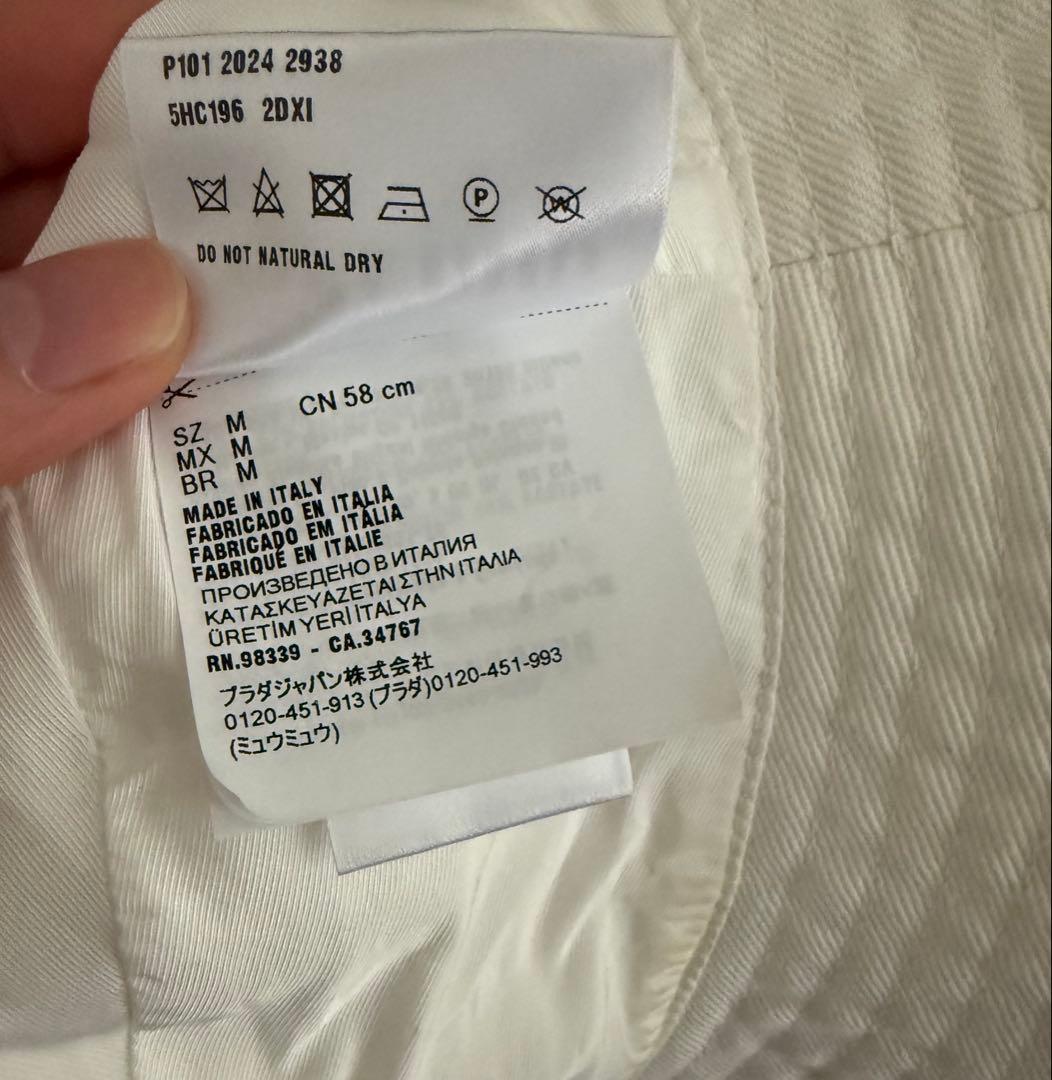 P101 2024 2938
5HC196 2DXI
P W
DO NOT NATURAL DRY
CN 58 cm
SZ M
MX M
BR M
MADE IN ITALY
FABRICADO EN ITALIA
FABRICADO EM ITÁLIA
FABRIQUÉ EN ITALIE
ПРОИЗВЕДЕНО В ИТАЛИЯ
ΚΑΤΑΣΚΕΥΑΖΕΤΑΙ ΣΤΗΝ ΙΤΑΛΙΑ
ÜRETİM YERİ İTALYA
RN.98339 - CA.34767
プラダジャパン株式会社
0120-451-913 (プラダ)0120-451-993
(ミュウミュウ)